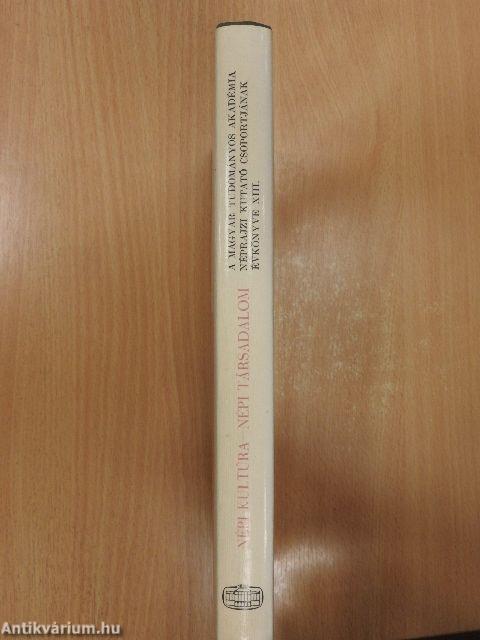 A MAGYAR TUDOMÁNYOS AKADÉMIA
NÉPRAJZI KUTATÓ CSOPORTJÁNAK
ÉVKÖNYVE XIII.
NÉPI KULTÚRA – NÉPI TÁRSADALOM
Antikvárium.hu